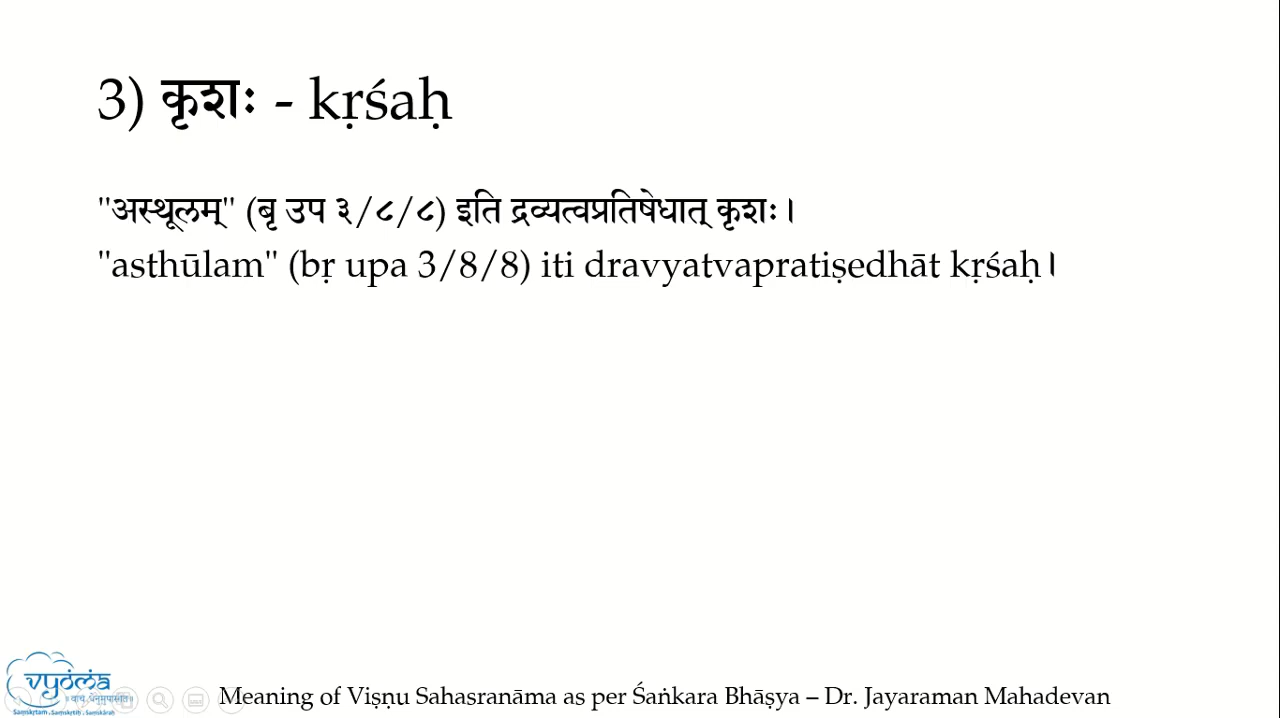 3) कृशः - kṛśaḥ
"अस्थूलम्" (बृ उप ३/८/८) इति द्रव्यत्वप्रतिषेधात् कृशः।
"asthūlam" (bṛ upa 3/8/8) iti dravyatvapratiṣedhāt kṛśaḥ।
vyoma
Meaning of Viṣṇu Sahasranāma as per Śaṅkara Bhāṣya – Dr. Jayaraman Mahadevan